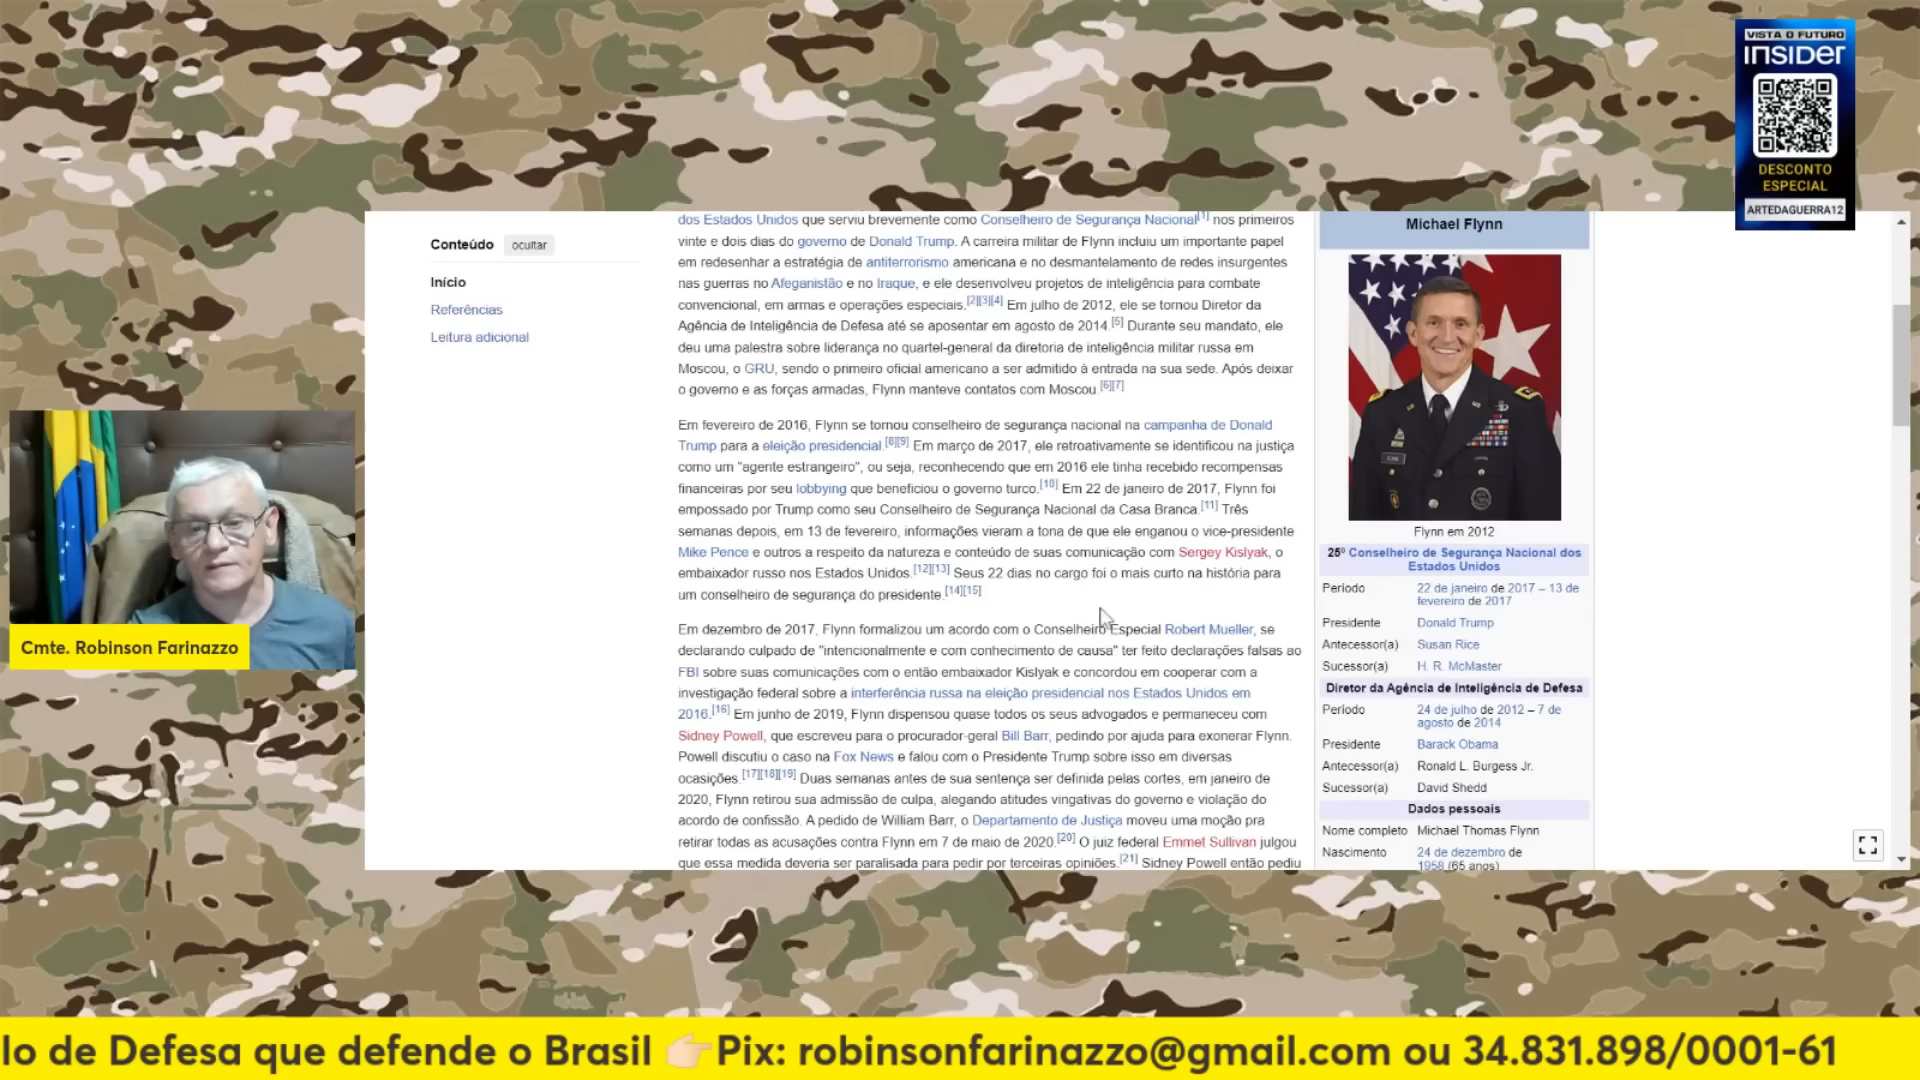 VISTA O FUTURO
INSIDER
DESCONTO
ESPECIAL
ARTEDAGUERRA12
Conteúdo ocultar
Início
Referências
Leitura adicional
dos Estados Unidos que serviu brevemente como Conselheiro de Segurança Nacional[1] nos primeiros
vinte e dois dias do governo de Donald Trump. A carreira militar de Flynn incluiu um importante papel
em redesenhar a estratégia de antiterrorismo americana e no desmantelamento de redes insurgentes
nas guerras no Afeganistão e no Iraque, e ele desenvolveu projetos de inteligência para combate
convencional, em armas e operações especiais.[2][3][4] Em julho de 2012, ele se tornou Diretor da
Agência de Inteligência de Defesa até se aposentar em agosto de 2014.[5] Durante seu mandato, ele
deu uma palestra sobre liderança no quartel-general da diretoria de inteligência militar russa em
Moscou, o GRU, sendo o primeiro oficial americano a ser admitido à entrada na sua sede. Após deixar
o governo e as forças armadas, Flynn manteve contatos com Moscou.[6][7]
Em fevereiro de 2016, Flynn se tornou conselheiro de segurança nacional na campanha de Donald
Trump para a eleição presidencial.[8][9] Em março de 2017, ele retroativamente se identificou na justiça
como um "agente estrangeiro", ou seja, reconhecendo que em 2016 ele tinha recebido recompensas
financeiras por seu lobbying que beneficiou o governo turco.[10] Em 22 de janeiro de 2017, Flynn foi
empossado por Trump como seu Conselheiro de Segurança Nacional da Casa Branca.[11] Três
semanas depois, em 13 de fevereiro, informações vieram a tona de que ele enganou o vice-presidente
Mike Pence e outros a respeito da natureza e conteúdo de suas comunicação com Sergey Kislyak, o
embaixador russo nos Estados Unidos.[12][13] Seus 22 dias no cargo foi o mais curto na história para
um conselheiro de segurança do presidente.[14][15]
Em dezembro de 2017, Flynn formalizou um acordo com o Conselheiro Especial Robert Mueller, se
declarando culpado de "intencionalmente e com conhecimento de causa" ter feito declarações falsas ao
FBI sobre suas comunicações com o então embaixador Kislyak e concordou em cooperar com a
investigação federal sobre a interferência russa na eleição presidencial nos Estados Unidos em
2016.[16] Em junho de 2019, Flynn dispensou quase todos os seus advogados e permaneceu com
Sidney Powell, que escreveu para o procurador-geral Bill Barr, pedindo por ajuda para exonerar Flynn.
Powell discutiu o caso na Fox News e falou com o Presidente Trump sobre isso em diversas
ocasições.[17][18][19] Duas semanas antes de sua sentença ser definida pelas cortes, em janeiro de
2020, Flynn retirou sua admissão de culpa, alegando atitudes vingativas do governo e violação do
acordo de confissão. A pedido de William Barr, o Departamento de Justiça moveu uma moção pra
retirar todas as acusações contra Flynn em 7 de maio de 2020.[20] O juiz federal Emmet Sullivan julgou
que essa medida deveria ser paralisada para pedir por terceiras opiniões.[21] Sidney Powell então pediu
Michael Flynn
Flynn em 2012
25º Conselheiro de Segurança Nacional dos
Estados Unidos
Período 22 de janeiro de 2017 – 13 de
fevereiro de 2017
Presidente Donald Trump
Antecessor(a) Susan Rice
Sucessor(a) H. R. McMaster
Diretor da Agência de Inteligência de Defesa
Período 24 de julho de 2012 – 7 de
agosto de 2014
Presidente Barack Obama
Antecessor(a) Ronald L. Burgess Jr.
Sucessor(a) David Shedd
Dados pessoais
Nome completo Michael Thomas Flynn
Nascimento 24 de dezembro de
1958 (65 anos)
Cmte. Robinson Farinazzo
lo de Defesa que defende o Brasil 👉🏻Pix: robinsonfarinazzo@gmail.com ou 34.831.898/0001-61